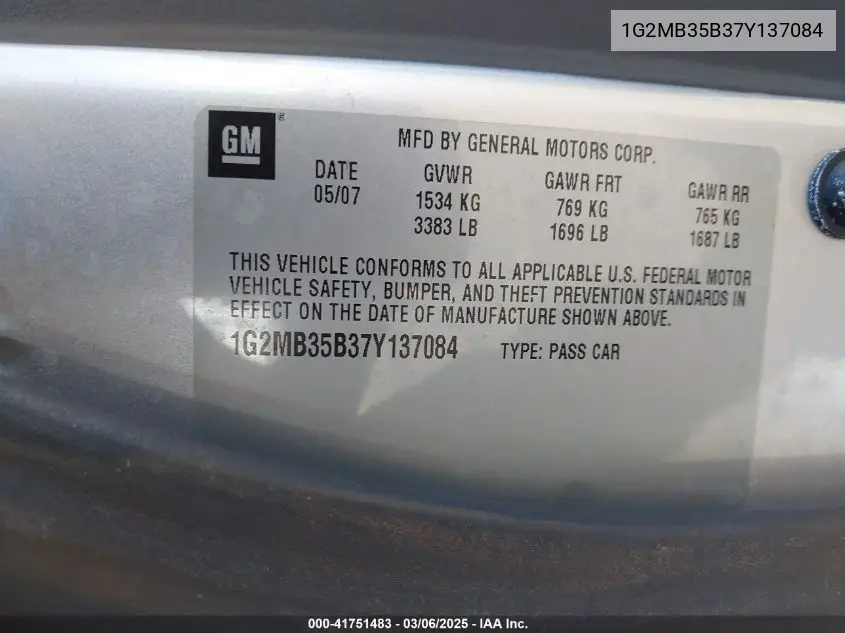 1G2MB35B37Y137084
GM ®
MFD BY GENERAL MOTORS CORP.
DATE GVWR GAWR FRT GAWR RR
05/07 1534 KG 769 KG 765 KG
3383 LB 1696 LB 1687 LB
THIS VEHICLE CONFORMS TO ALL APPLICABLE U.S. FEDERAL MOTOR
VEHICLE SAFETY, BUMPER, AND THEFT PREVENTION STANDARDS IN
EFFECT ON THE DATE OF MANUFACTURE SHOWN ABOVE.
1G2MB35B37Y137084 TYPE: PASS CAR
000-41751483 - 03/06/2025 - IAA Inc.